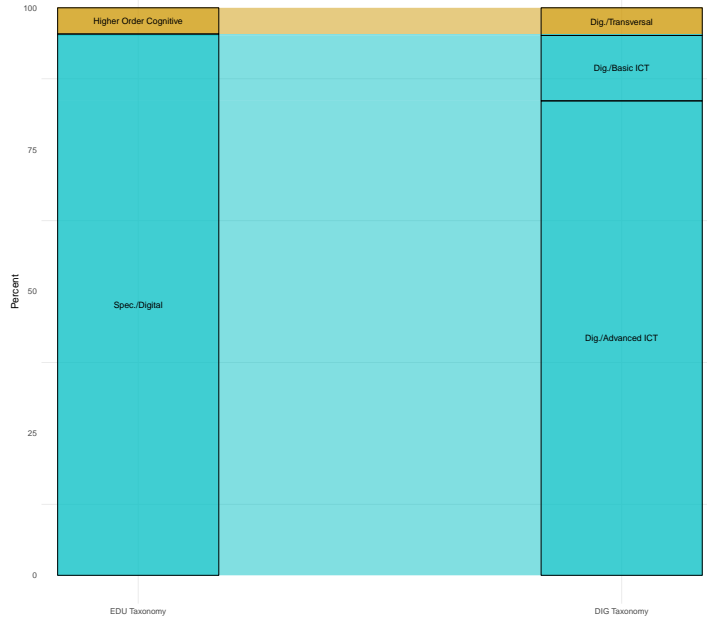 100
Higher Order Cognitive
Dig./Transversal
Dig./Basic ICT
75
Percent
50
Spec./Digital
Dig./Advanced ICT
25
0
EDU Taxonomy
DIG Taxonomy